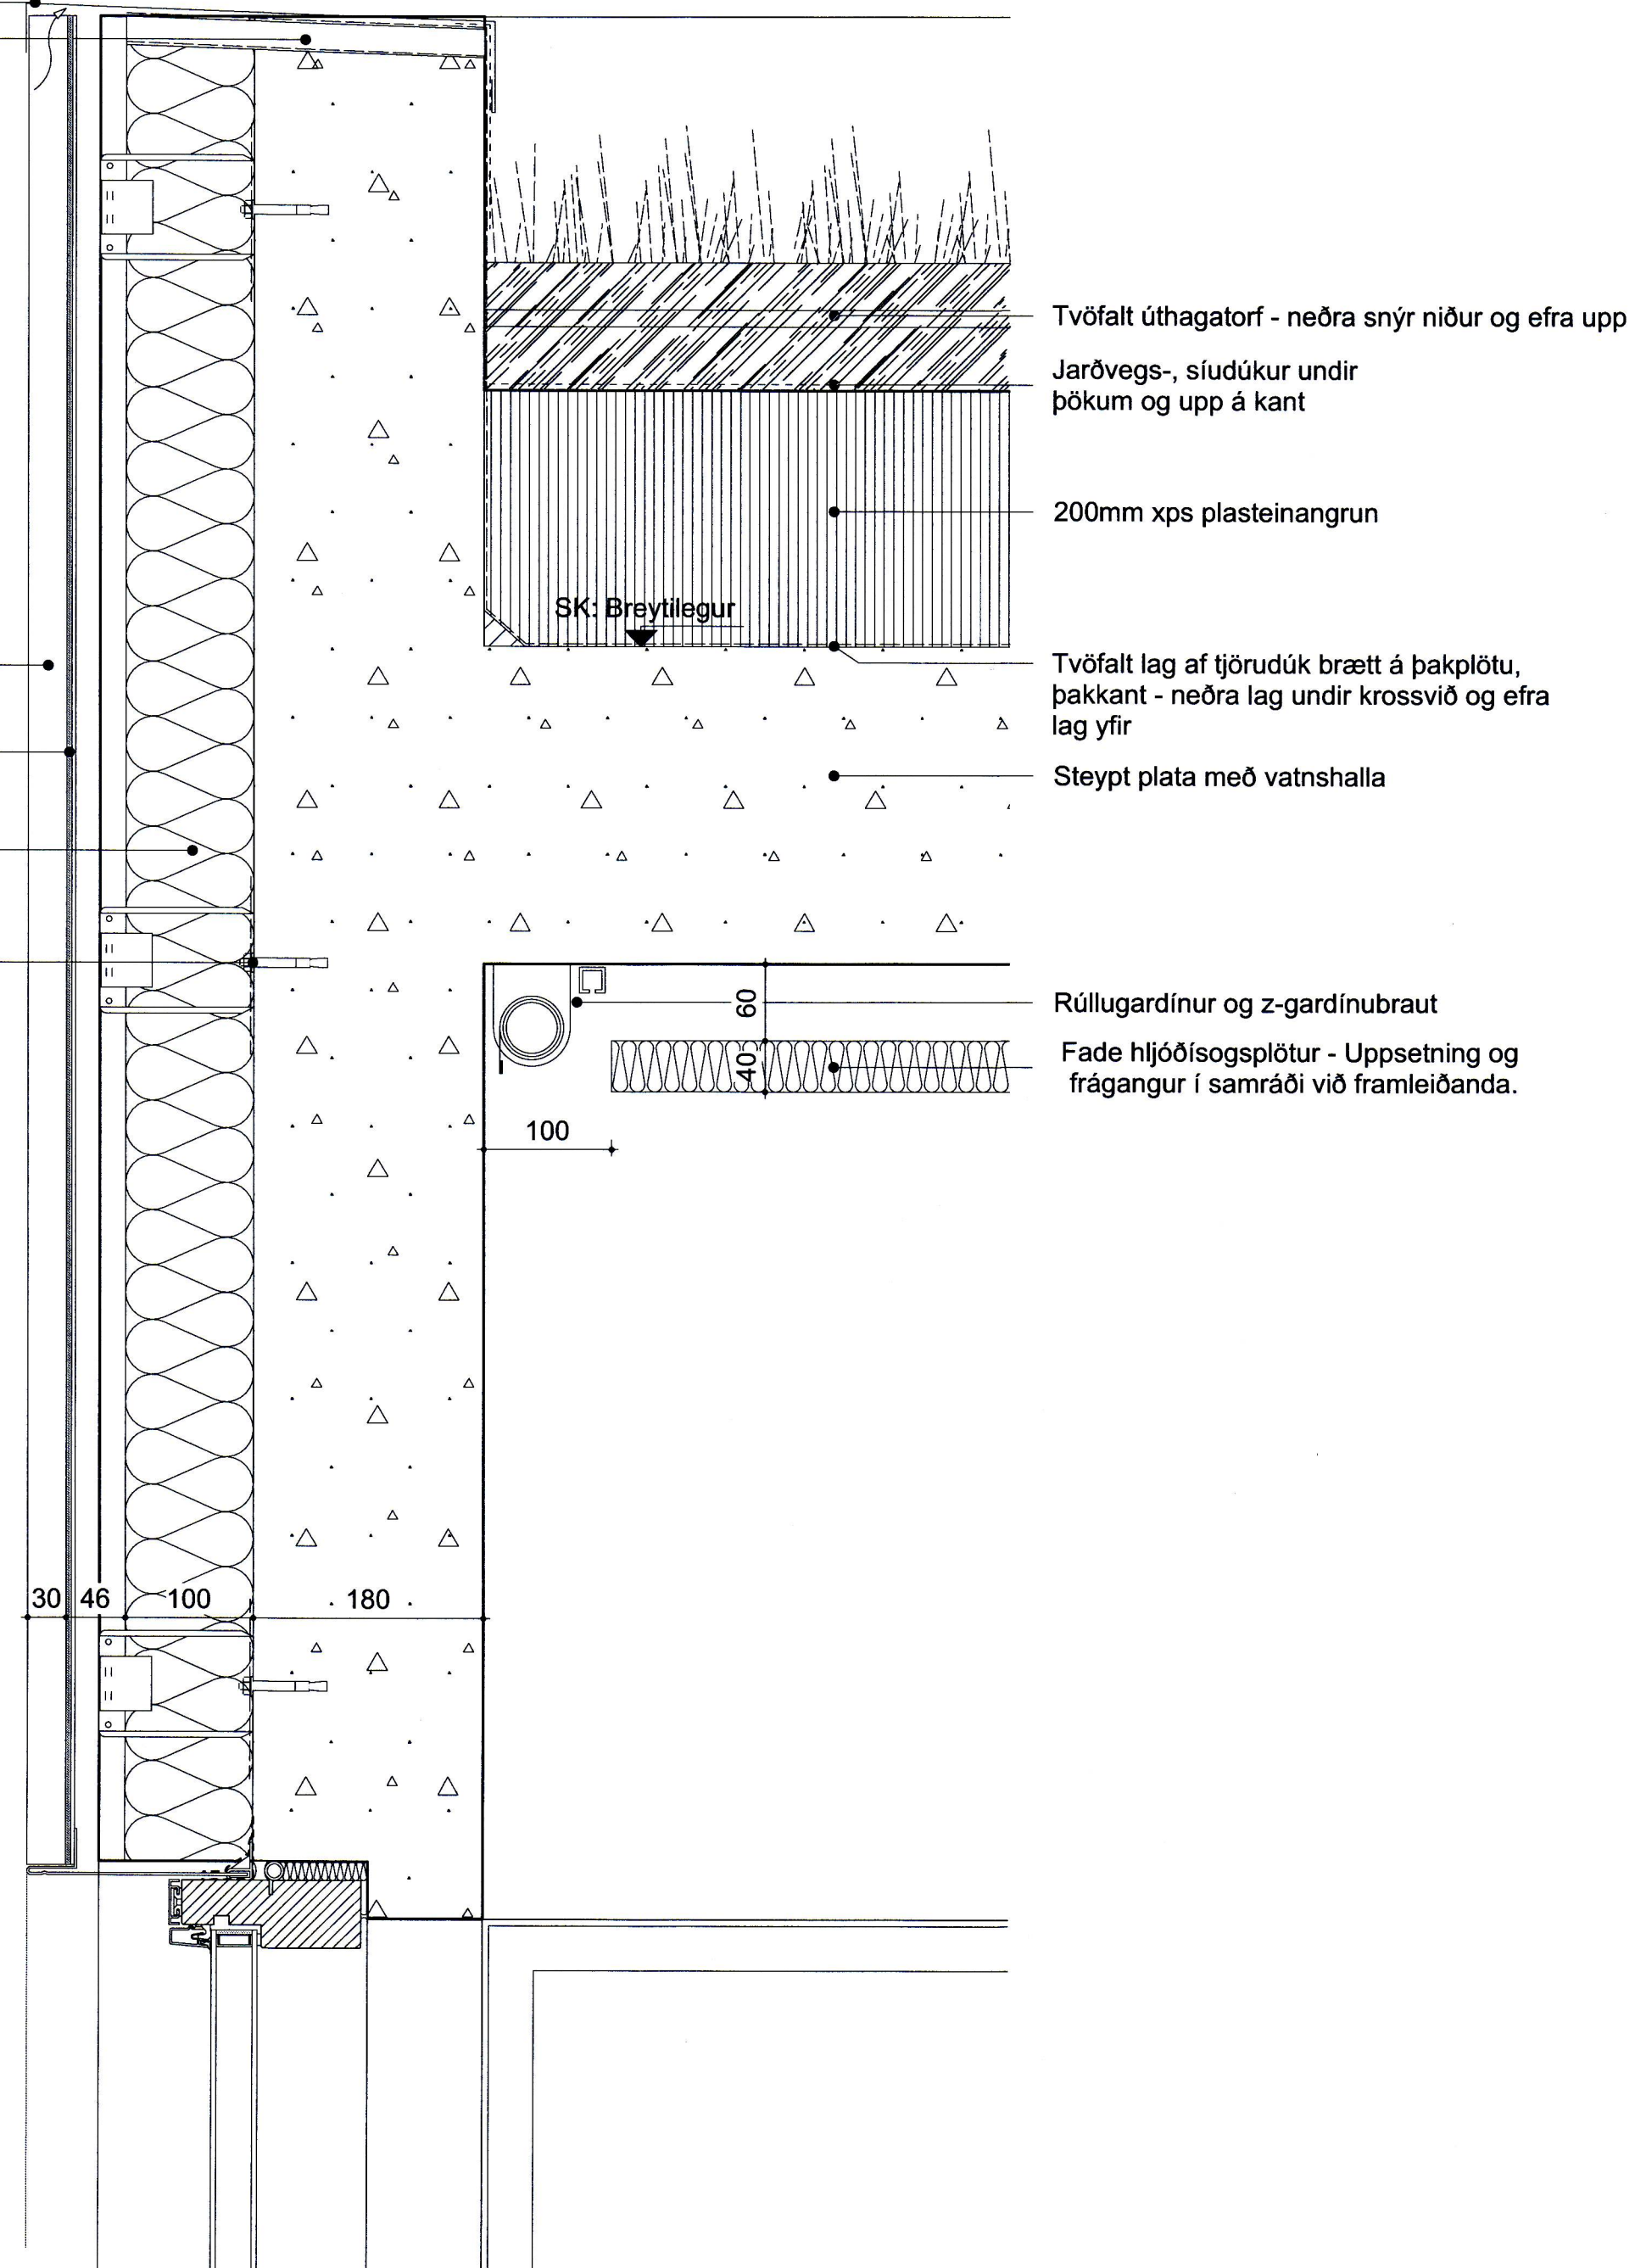 Tvöfalt úthagatorf - neðra snýr niður og efra upp
Jarðvegs-, síudúkur undir
þökum og upp á kant
200mm xps plasteinangrun
SK: Breytilegur
Tvöfalt lag af tjörudúk brætt á þakplötu,
þakkant - neðra lag undir krossvið og efra
lag yfir
Steypt plata með vatnshalla
60
Rúllugardínur og z-gardínubraut
40
Fade hljóðísogsplötur - Uppsetning og
frágangur í samráði við framleiðanda.
100
30 46 100 180